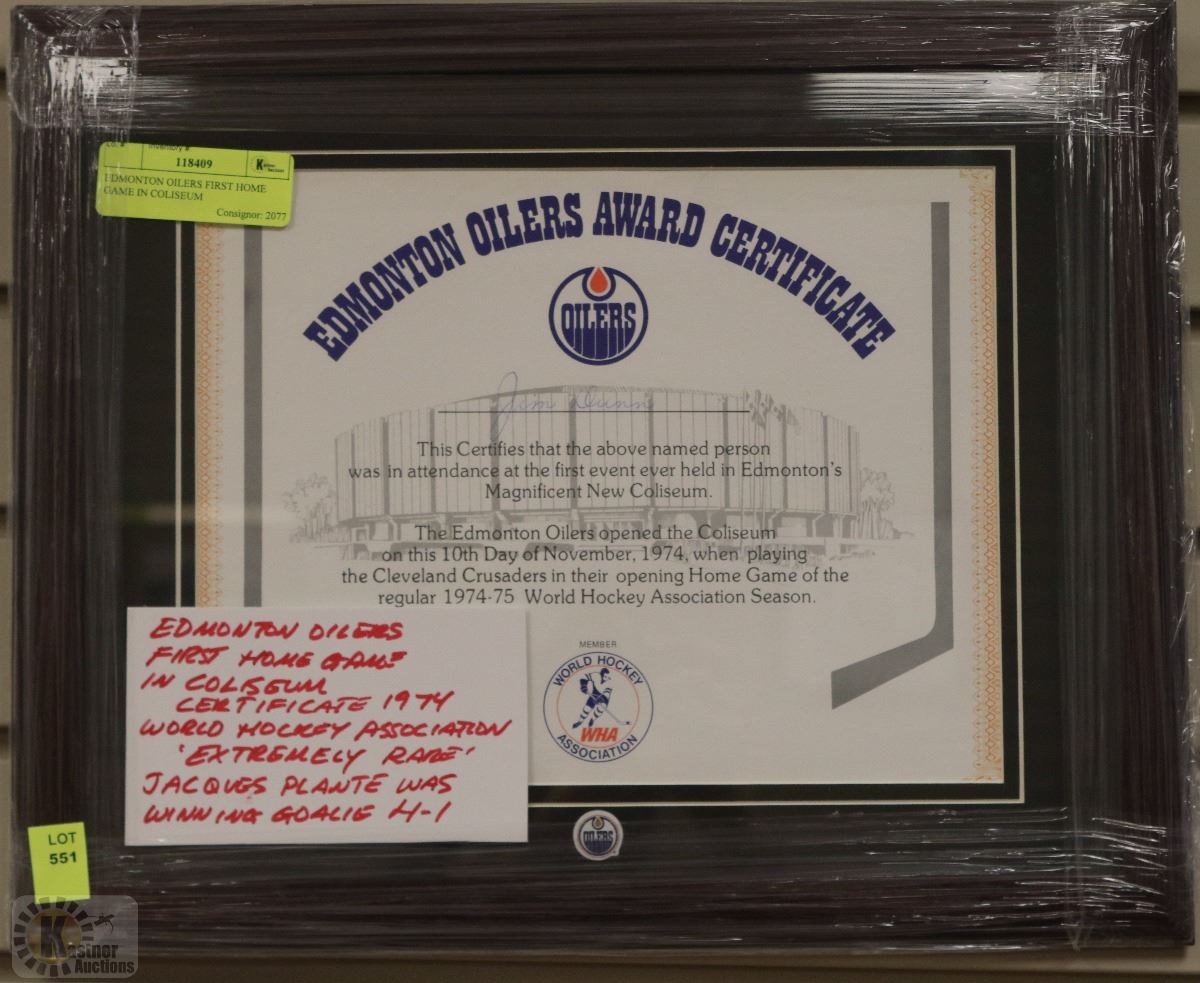 Inventory #:
118409
EDMONTON OILERS FIRST HOME
GAME IN COLISEUM
Consignor: 2077
EDMONTON OILERS AWARD CERTIFICATE
OILERS
Jim Dunn
This Certifies that the above named person
was in attendance at the first event ever held in Edmonton's
Magnificent New Coliseum.
The Edmonton Oilers opened the Coliseum
on this 10th Day of November, 1974, when playing
the Cleveland Crusaders in their opening Home Game of the
regular 1974-75 World Hockey Association Season.
MEMBER
WORLD HOCKEY
WHA
ASSOCIATION
EDMONTON OILERS
FIRST HOME GAME
IN COLISEUM
CERTIFICATE 1974
WORLD HOCKEY ASSOCIATION
'EXTREMELY RARE'
JACQUES PLANTE WAS
WINNING GOALIE 4-1
OILERS
LOT
551
Kasiner
Auctions